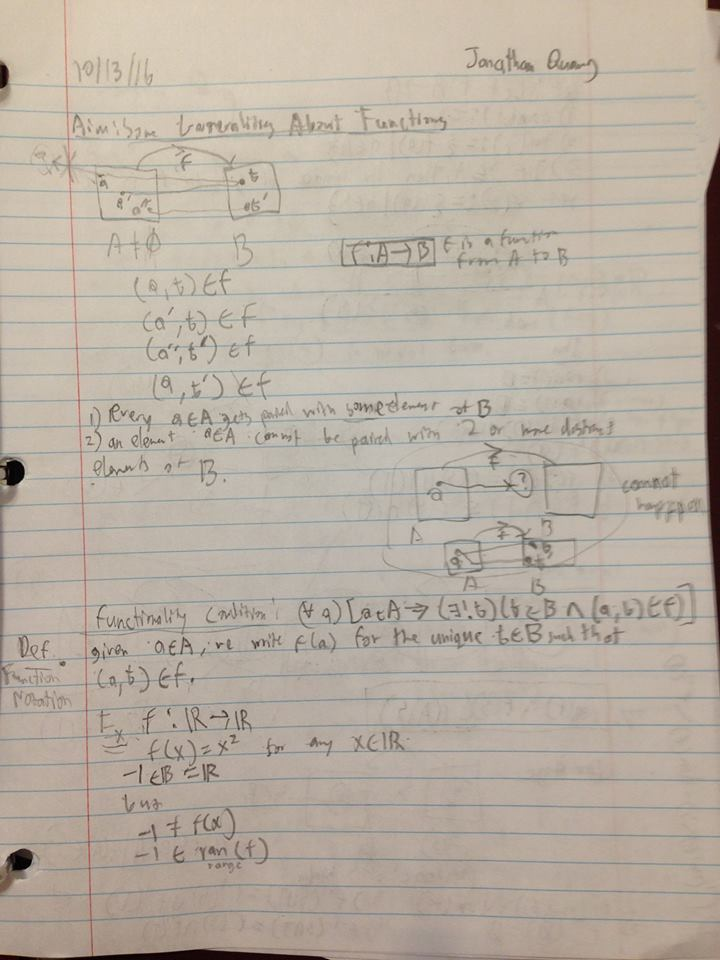 10/13/16
Jonathan Quang
Aim: Some Generalities About Functions
f
a
b
a'
a''
b'
A ≠ ∅
B
f: A → B f is a function
from A to B
(a, b) ∈ f
(a', b) ∈ f
(a'', b') ∈ f
(a, b') ∈ f
1) Every a ∈ A gets paired with some element of B
2) an element a ∈ A cannot be paired with 2 or more distinct
elements of B.
f
a
?
cannot
happen
A
B
f
a
b
b'
A
B
Functionality Condition: (∀ a) [a ∈ A → (∃! b) (b ∈ B ∧ (a, b) ∈ f)]
Def.
Function
Notation
given a ∈ A, we write f(a) for the unique b ∈ B such that
(a, b) ∈ f.
Ex f: ℝ → ℝ
f(x) = x² for any x ∈ ℝ.
-1 ∈ B = ℝ
but
-1 ≠ f(x)
-1 ∈ ran(f)
range